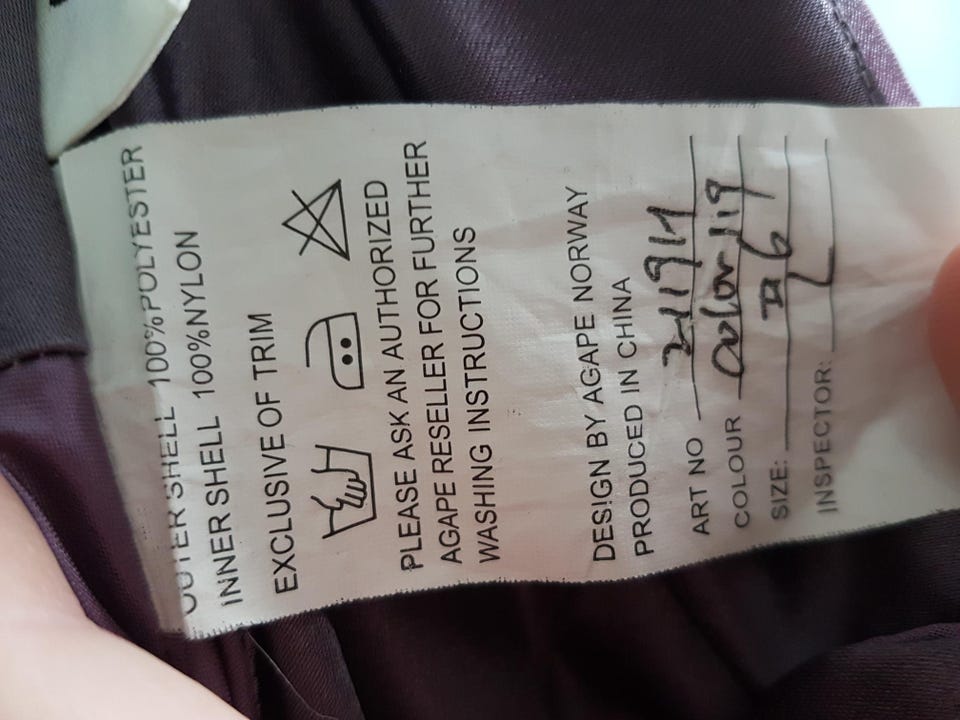 OUTER SHELL 100%POLYESTER
INNER SHELL 100%NYLON
EXCLUSIVE OF TRIM
PLEASE ASK AN AUTHORIZED
AGAPE RESELLER FOR FURTHER
WASHING INSTRUCTIONS
DESIGN BY AGAPE NORWAY
PRODUCED IN CHINA
ART NO
COLOUR color 119
SIZE:
INSPECTOR: